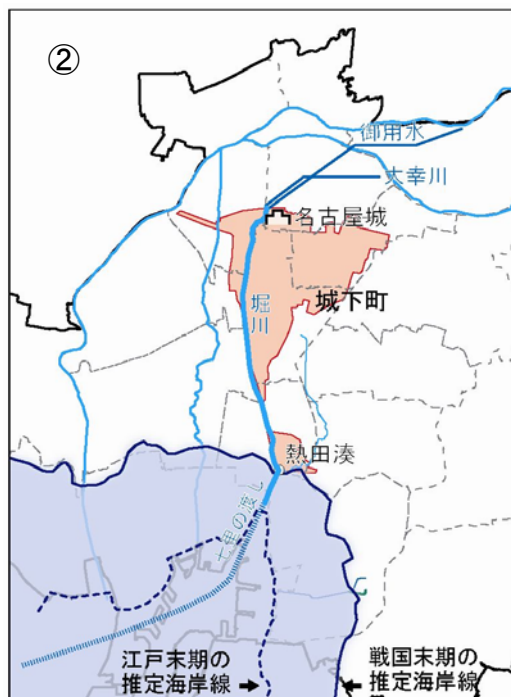 ②
御用水
大幸川
名古屋城
城下町
堀川
熱田湊
七里の渡し
江戸末期の
推定海岸線
戦国末期の
推定海岸線